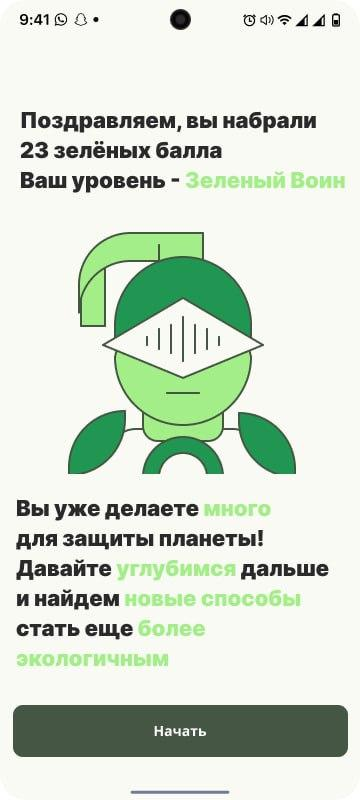 9:41
Поздравляем, вы набрали
23 зелёных балла
Ваш уровень - Зеленый Воин
Вы уже делаете много
для защиты планеты!
Давайте углубимся дальше
и найдем новые способы
стать еще более
экологичным
Начать